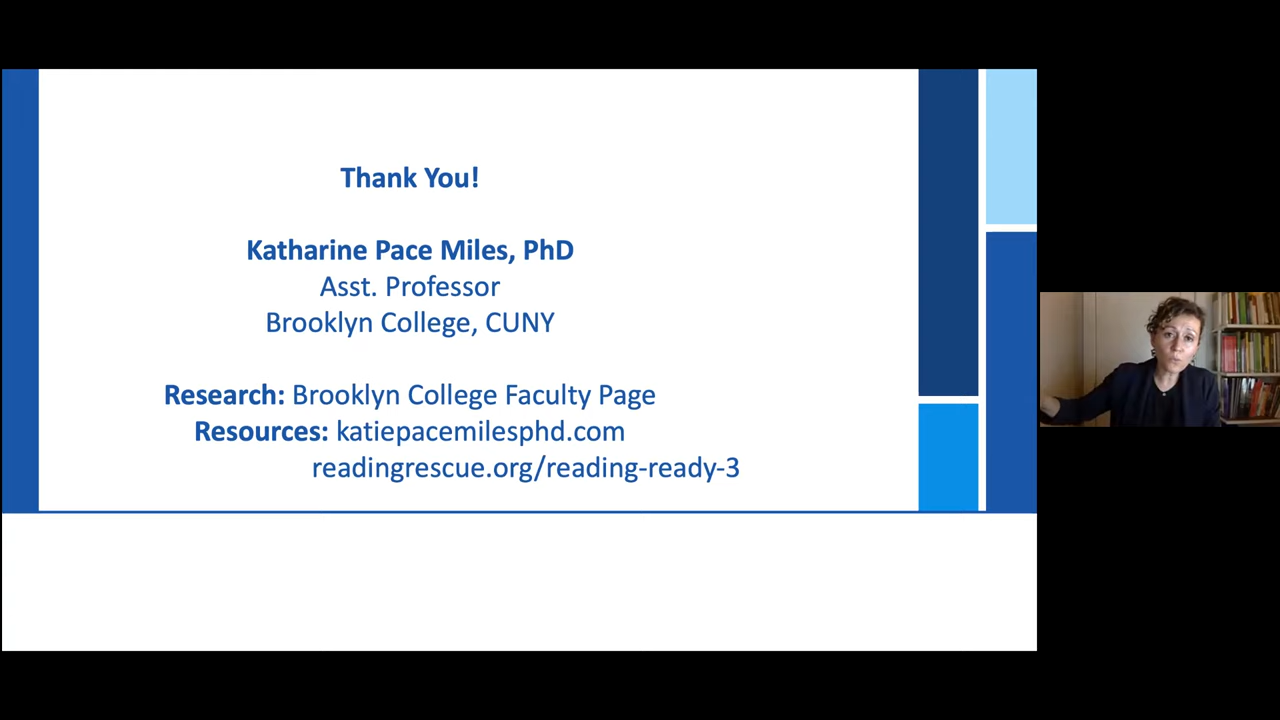 Thank You!
Katharine Pace Miles, PhD
Asst. Professor
Brooklyn College, CUNY
Research: Brooklyn College Faculty Page
Resources: katiepacemilesphd.com
readingrescue.org/reading-ready-3